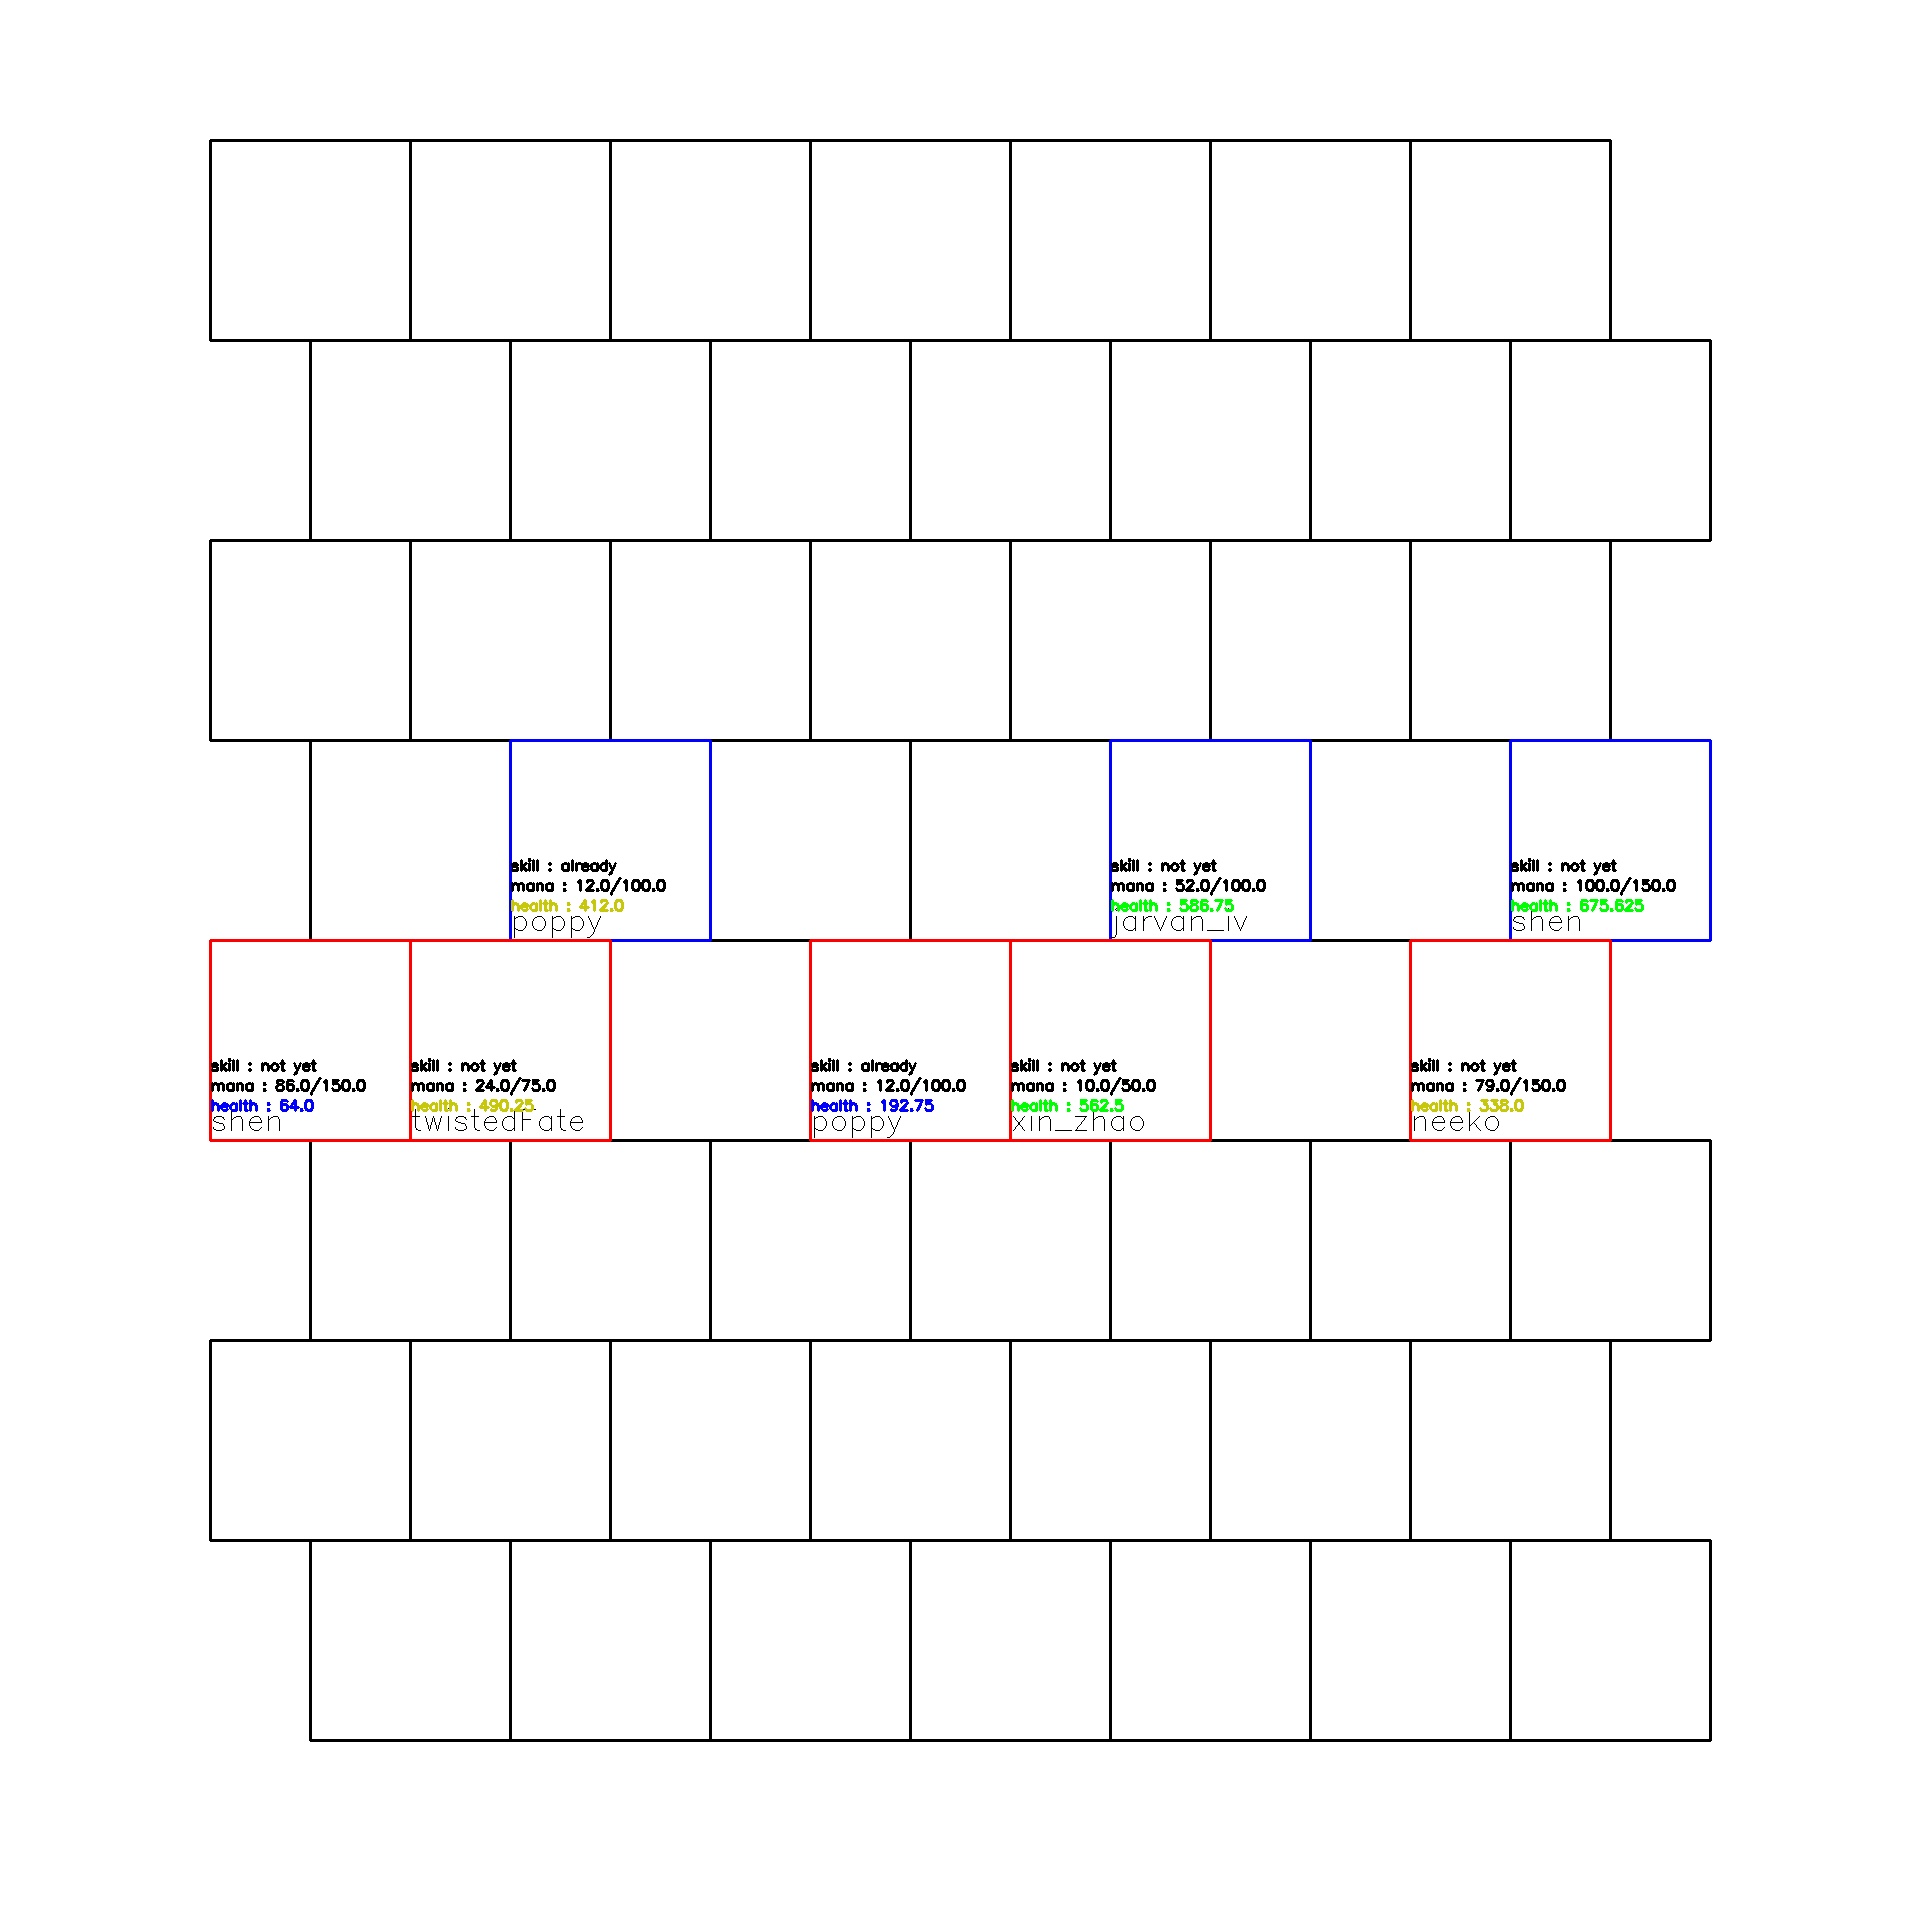 skill : already
mana : 12.0/100.0
health : 412.0
poppy
skill : not yet
mana : 52.0/100.0
health : 586.75
jarvan_iv
skill : not yet
mana : 100.0/150.0
health : 675.625
shen
skill : not yet
mana : 86.0/150.0
health : 64.0
shen
skill : not yet
mana : 24.0/75.0
health : 490.25
twistedFate
skill : already
mana : 12.0/100.0
health : 192.75
poppy
skill : not yet
mana : 10.0/50.0
health : 562.5
xin_zhao
skill : not yet
mana : 79.0/150.0
health : 338.0
neeko